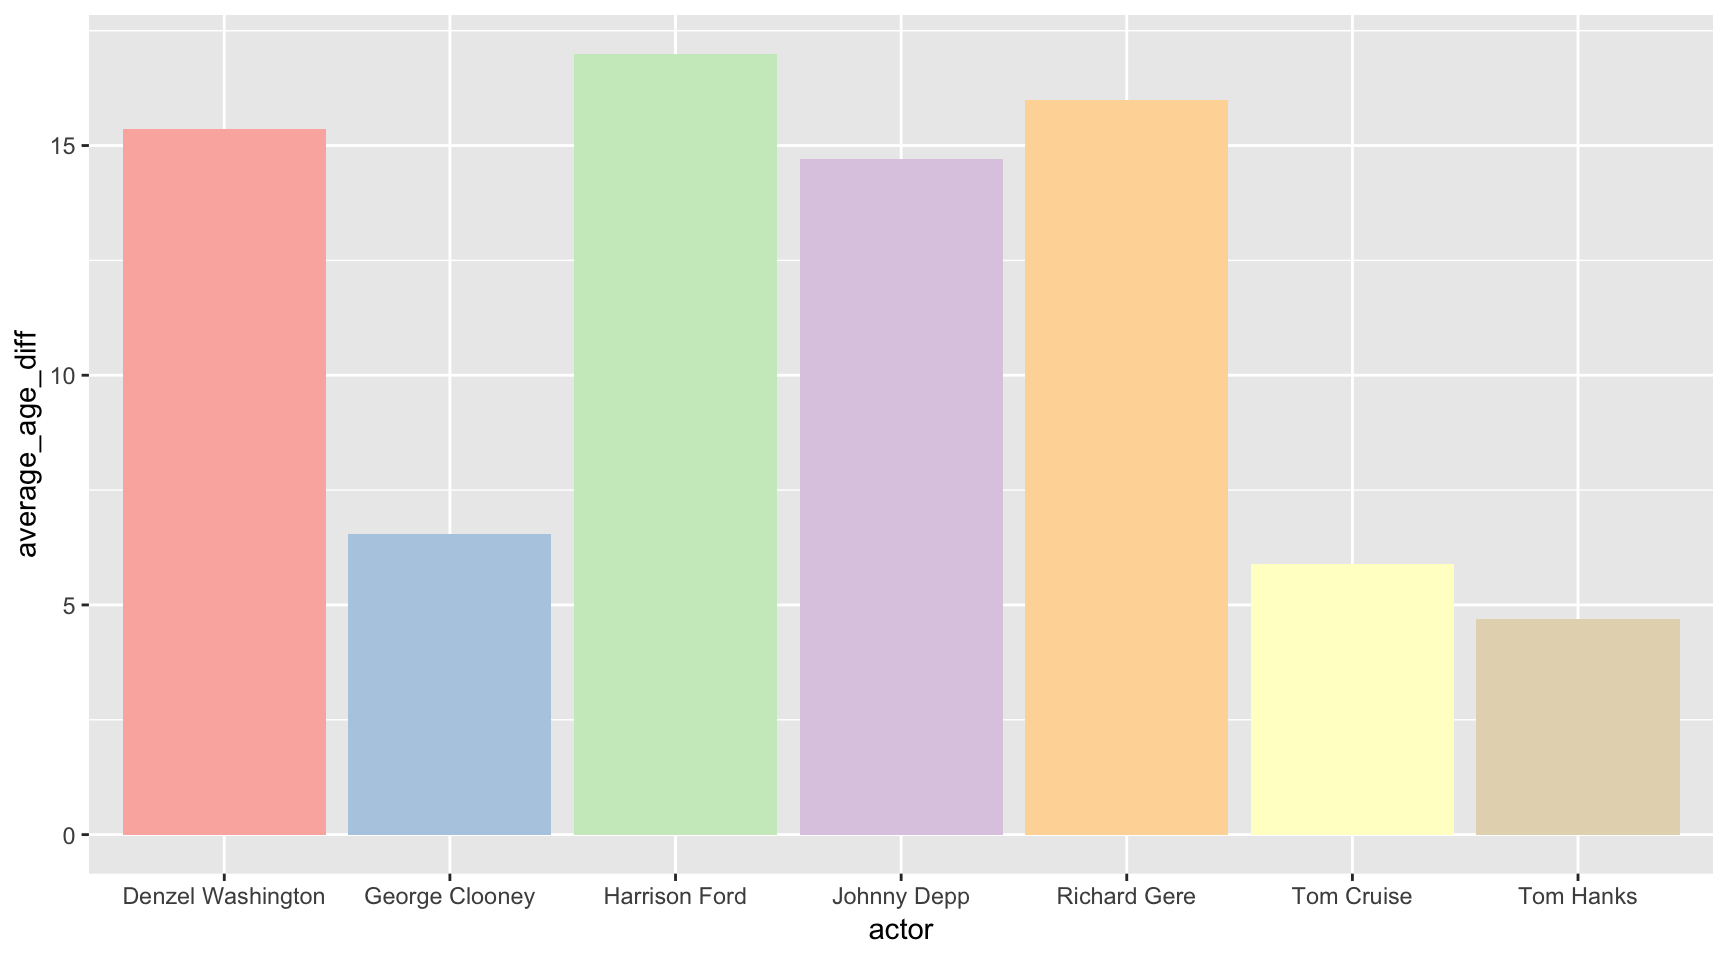 average_age_diff
15
10
5
0
Denzel Washington
George Clooney
Harrison Ford
Johnny Depp
Richard Gere
Tom Cruise
Tom Hanks
actor